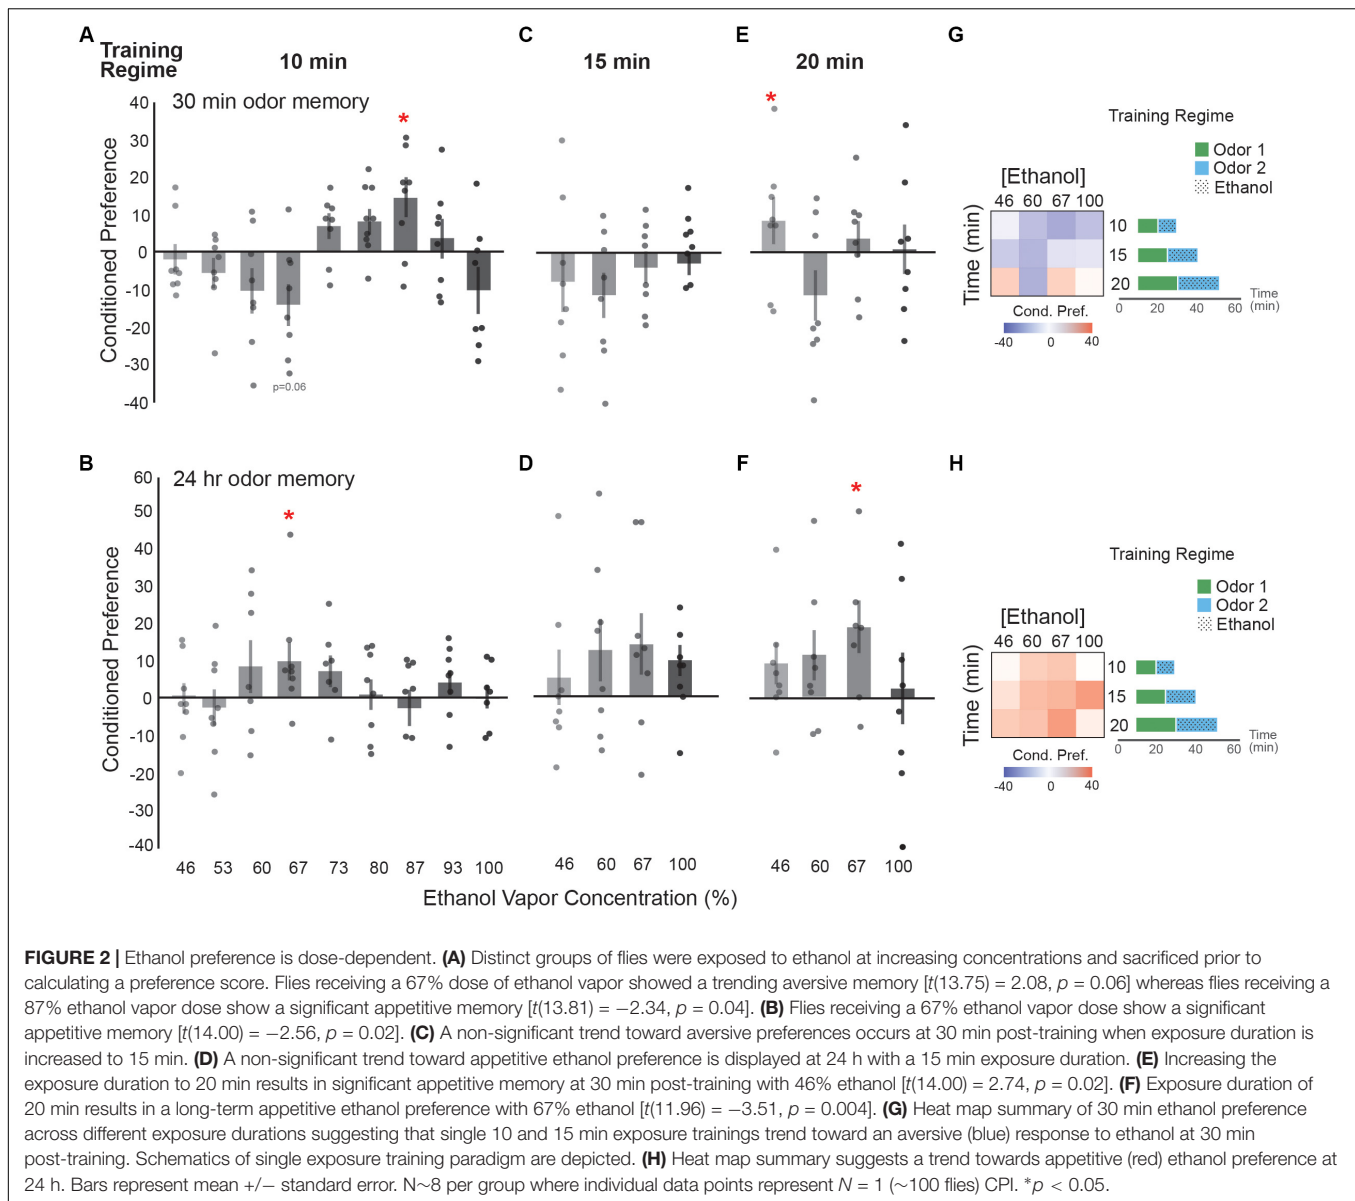 A
Training
Regime
10 min
C
15 min
E
20 min
G
30 min odor memory
Conditioned Preference
40
30
20
10
0
-10
-20
-30
-40
*
p=0.06
*
Training Regime
Odor 1
Odor 2
Ethanol
[Ethanol]
46 60 67 100
Time (min)
10
15
20
0 20 40 60
Time
(min)
Cond. Pref.
-40 0 40
B
24 hr odor memory
D
F
H
Conditioned Preference
60
50
40
30
20
10
0
-10
-20
-30
-40
*
*
46 53 60 67 73 80 87 93 100
46 60 67 100
46 60 67 100
Ethanol Vapor Concentration (%)
Training Regime
Odor 1
Odor 2
Ethanol
[Ethanol]
46 60 67 100
Time (min)
10
15
20
0 20 40 60
Time
(min)
Cond. Pref.
-40 0 40
FIGURE 2 | Ethanol preference is dose-dependent. (A) Distinct groups of flies were exposed to ethanol at increasing concentrations and sacrificed prior to
calculating a preference score. Flies receiving a 67% dose of ethanol vapor showed a trending aversive memory [t(13.75) = 2.08, p = 0.06] whereas flies receiving a
87% ethanol vapor dose show a significant appetitive memory [t(13.81) = −2.34, p = 0.04]. (B) Flies receiving a 67% ethanol vapor dose show a significant
appetitive memory [t(14.00) = −2.56, p = 0.02]. (C) A non-significant trend toward aversive preferences occurs at 30 min post-training when exposure duration is
increased to 15 min. (D) A non-significant trend toward appetitive ethanol preference is displayed at 24 h with a 15 min exposure duration. (E) Increasing the
exposure duration to 20 min results in significant appetitive memory at 30 min post-training with 46% ethanol [t(14.00) = 2.74, p = 0.02]. (F) Exposure duration of
20 min results in a long-term appetitive ethanol preference with 67% ethanol [t(11.96) = −3.51, p = 0.004]. (G) Heat map summary of 30 min ethanol preference
across different exposure durations suggesting that single 10 and 15 min exposure trainings trend toward an aversive (blue) response to ethanol at 30 min
post-training. Schematics of single exposure training paradigm are depicted. (H) Heat map summary suggests a trend towards appetitive (red) ethanol preference at
24 h. Bars represent mean +/− standard error. N~8 per group where individual data points represent N = 1 (~100 flies) CPI. *p < 0.05.